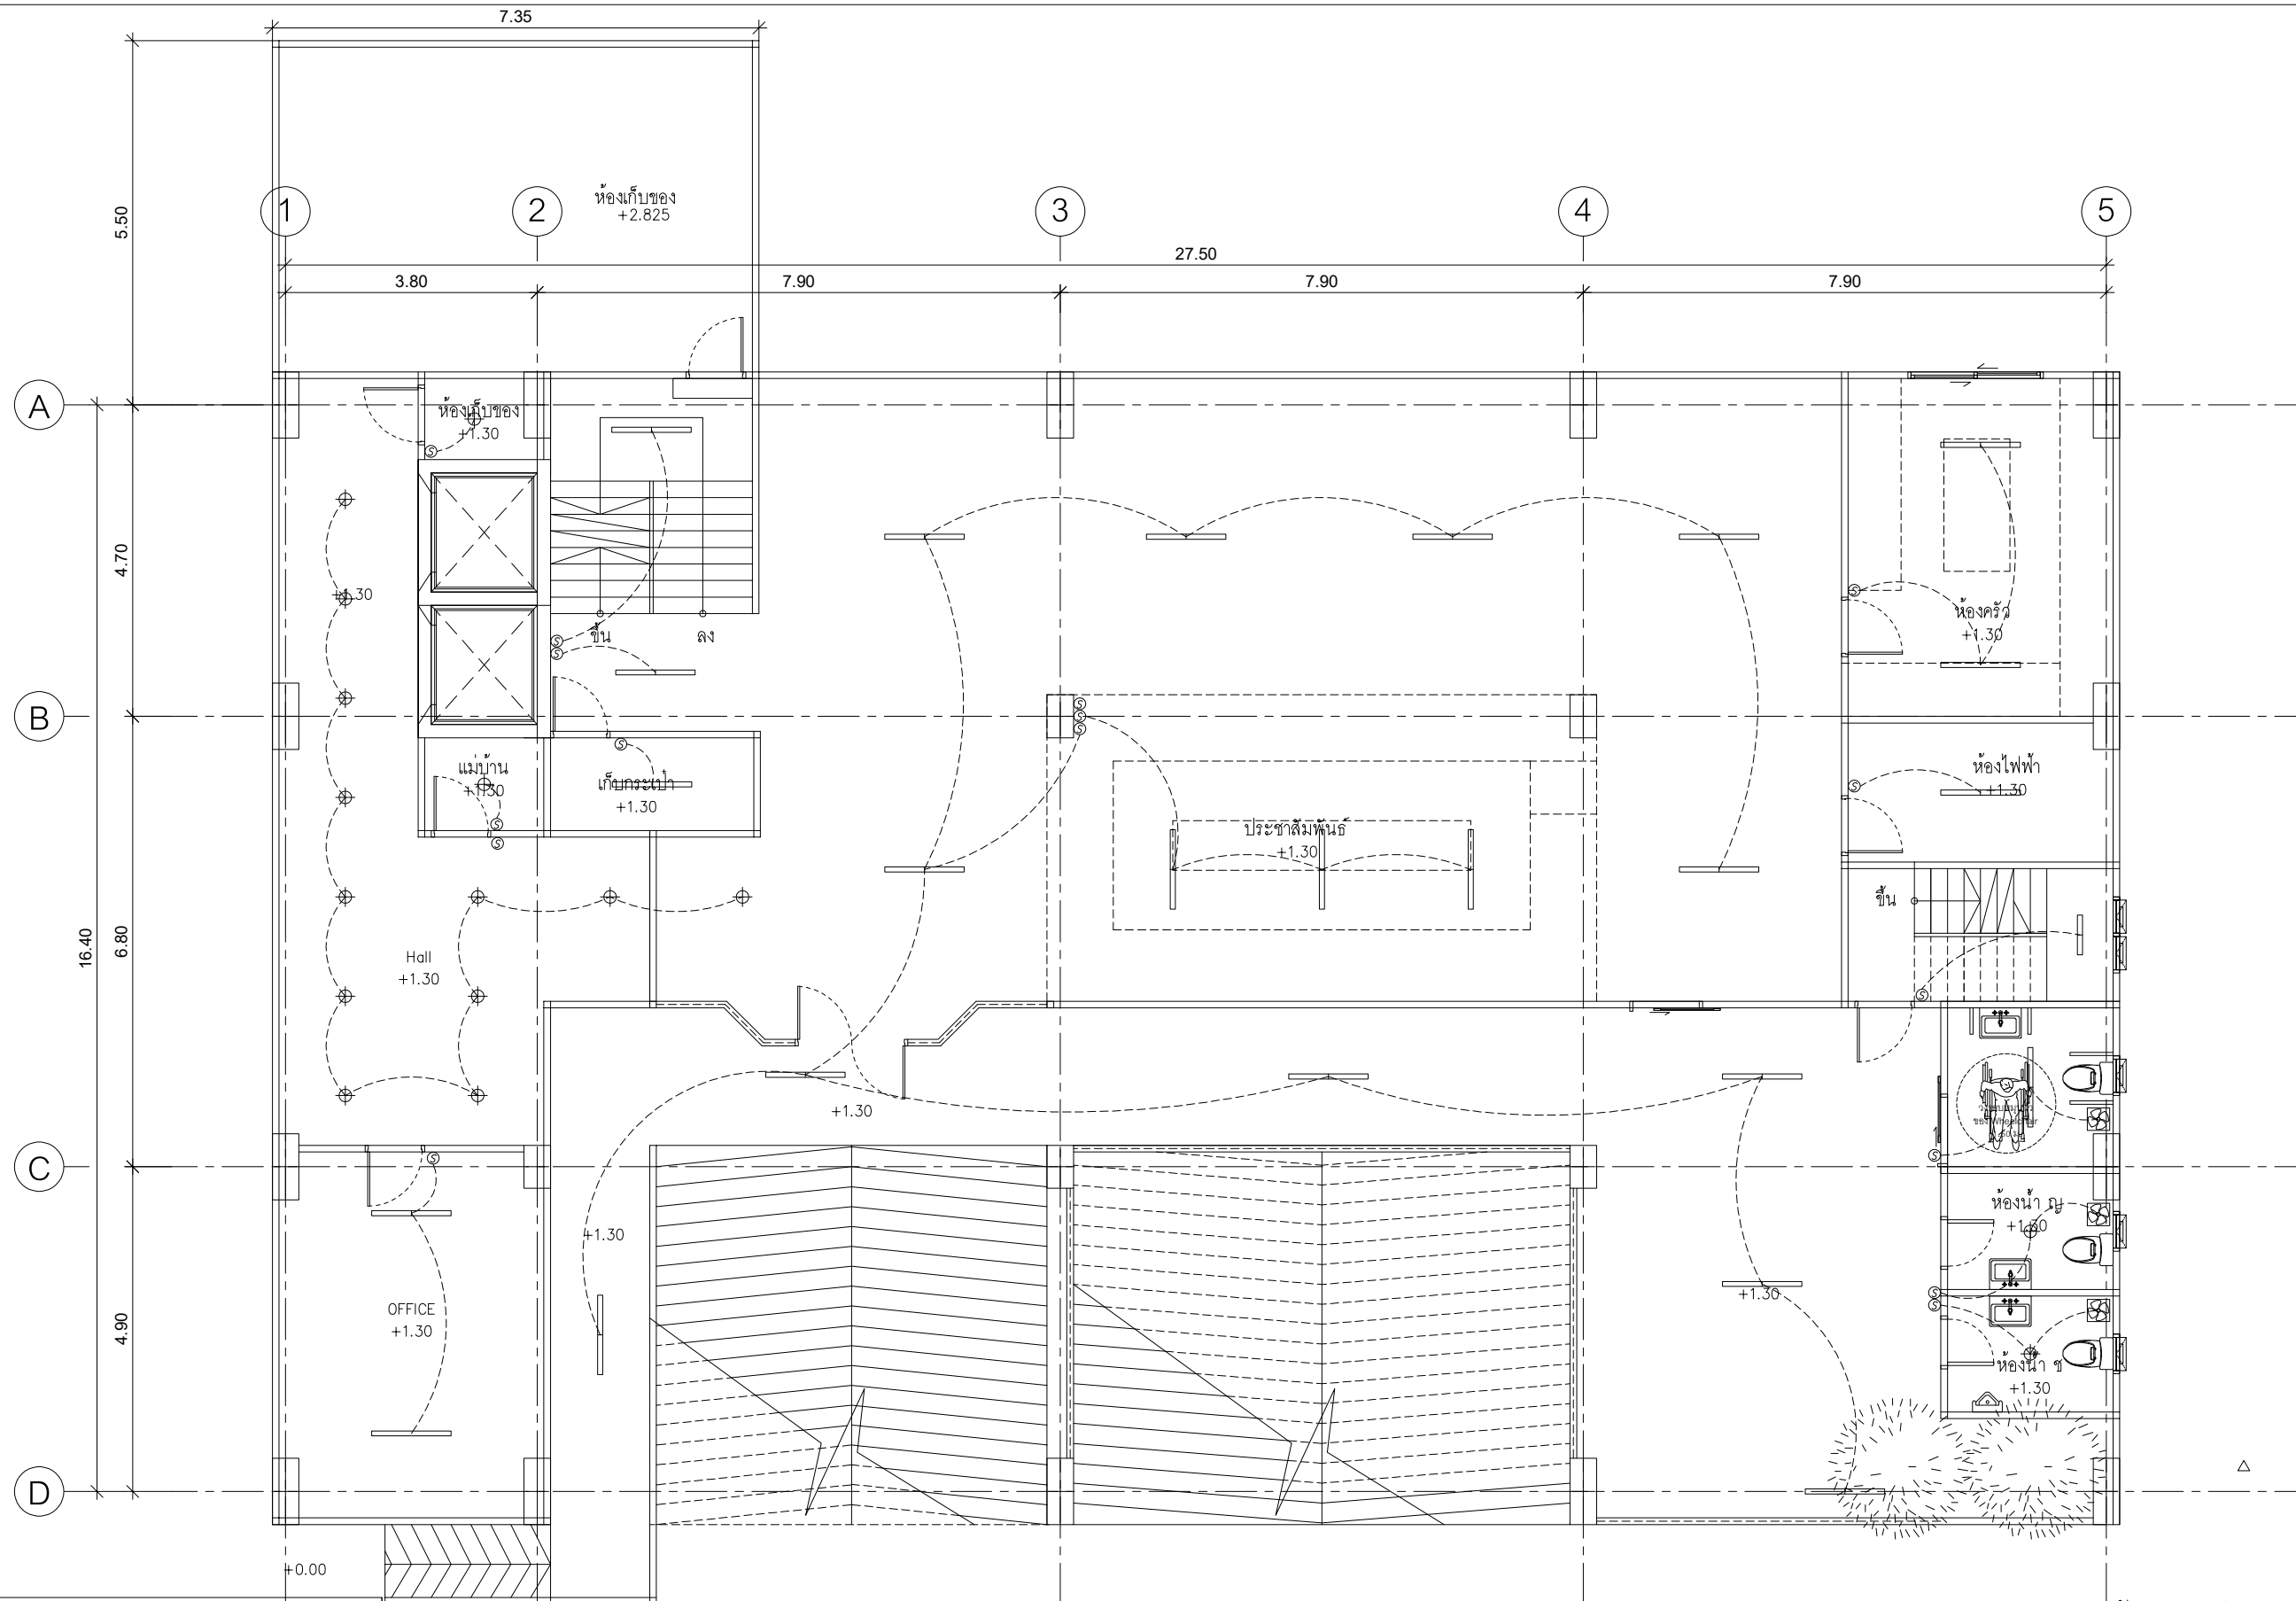 7.35
5.50
ห้องเก็บของ
+2.825
1
2
3
4
5
27.50
3.80
7.90
7.90
7.90
A
ห้องเก็บของ
+1.30
S
4.70
+1.30
S
S
ขึ้น
ลง
S
ห้องครัว
+1.30
B
S
S
S
S
แม่บ้าน
+1.30
S
S
เก็บกระเป๋า
+1.30
ห้องไฟฟ้า
+1.30
S
ประชาสัมพันธ์
+1.30
ขึ้น
16.40
6.80
Hall
+1.30
S
+1.30
ของ Wheelchair
S
C
S
ห้องน้ำ ญ
+1.30
+1.30
+1.30
S
S
OFFICE
+1.30
4.90
ห้องน้ำ ช
+1.30
D
+0.00